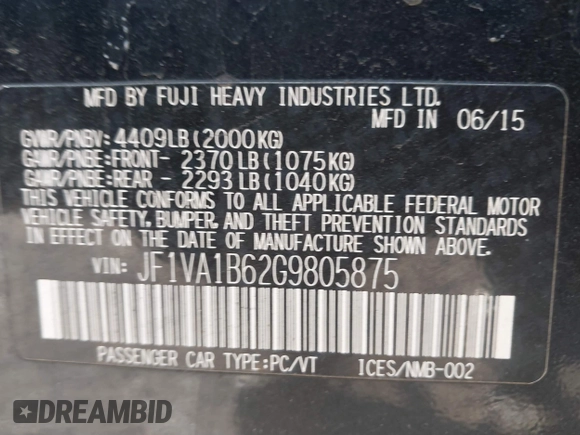 MFD BY FUJI HEAVY INDUSTRIES LTD.
MFD IN 06/15
GVWR/PNBV: 4409LB(2000KG)
GAWR/PNBE:FRONT- 2370LB(1075KG)
GAWR/PNBE:REAR - 2293LB(1040KG)
THIS VEHICLE CONFORMS TO ALL APPLICABLE FEDERAL MOTOR
VEHICLE SAFETY, BUMPER, AND THEFT PREVENTION STANDARDS
IN EFFECT ON THE DATE OF MANUFACTURE SHOWN ABOVE.
VIN: JF1VA1B62G9805875
PASSENGER CAR TYPE:PC/VT ICES/NMB-002
DREAMBID